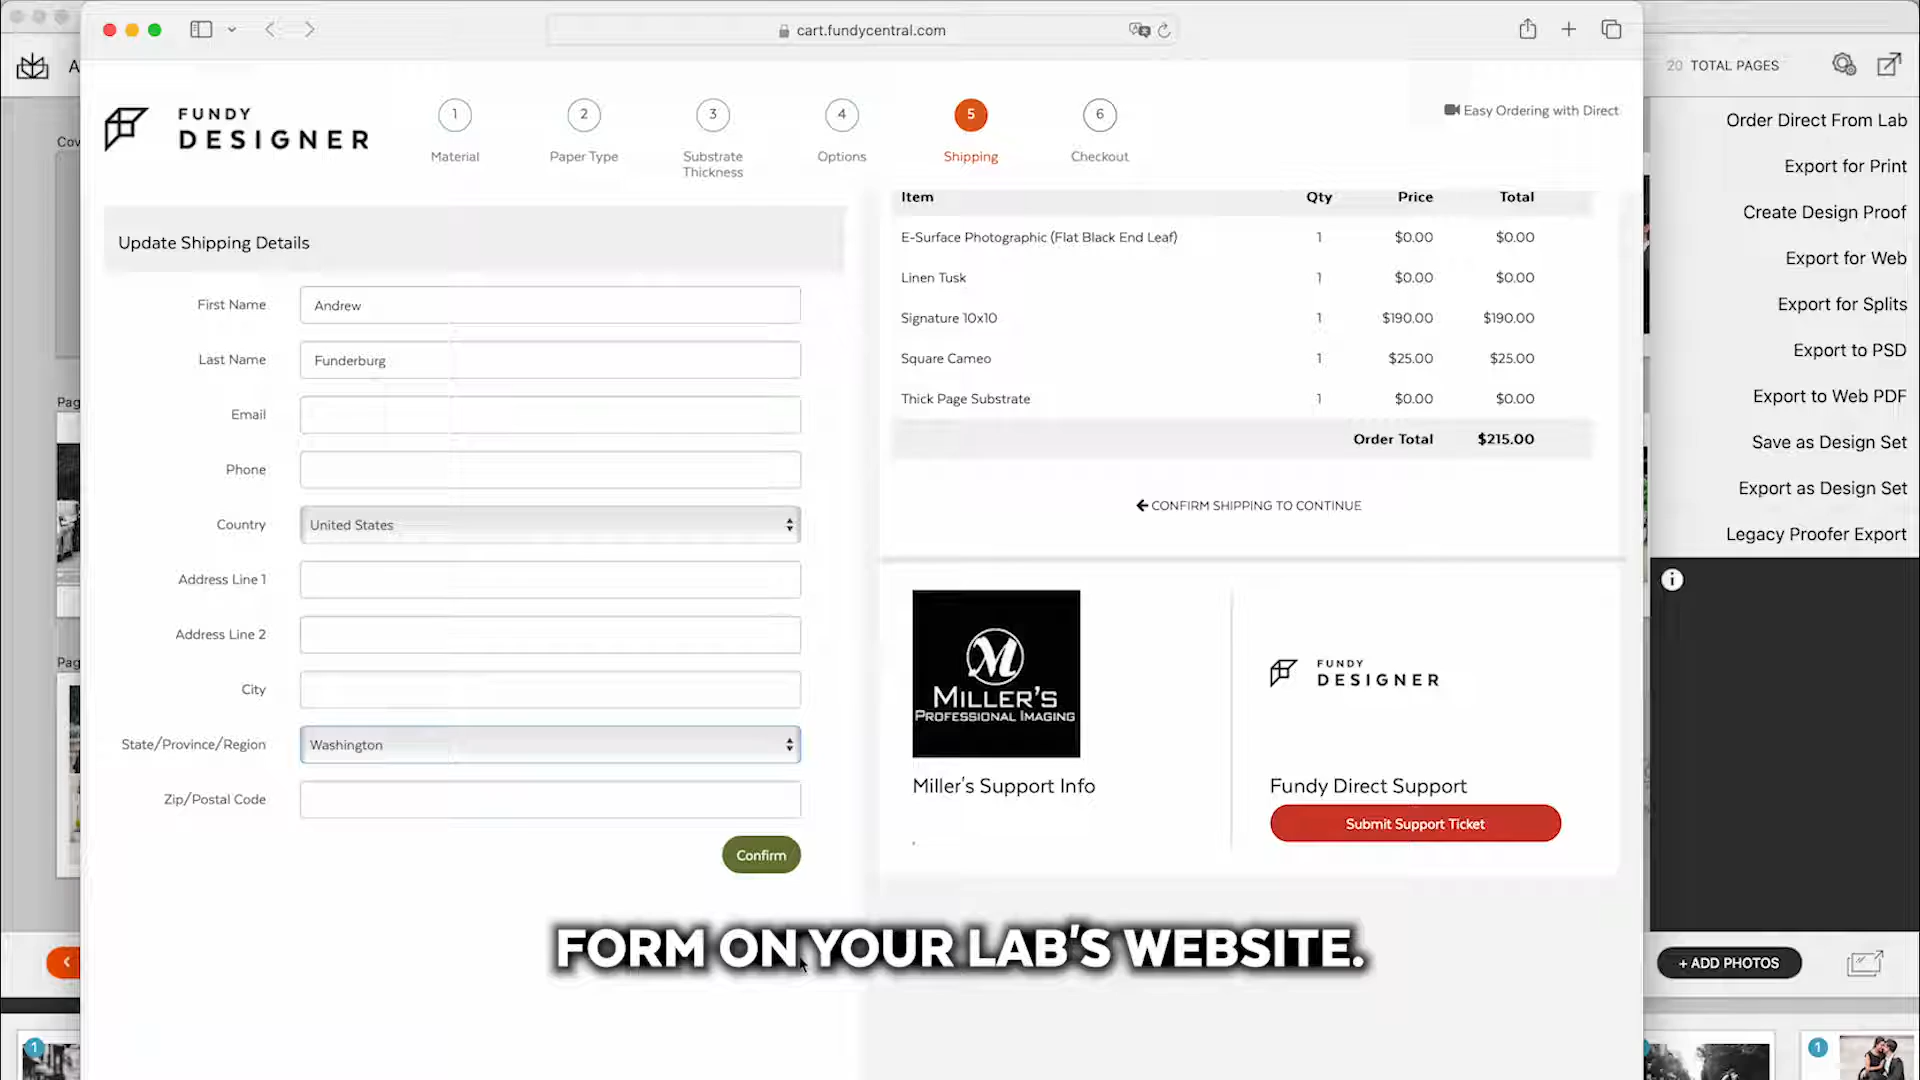 cart.fundycentral.com
A
20 TOTAL PAGES
FUNDY
DESIGNER
1
Material
2
Paper Type
3
Substrate
Thickness
4
Options
5
Shipping
6
Checkout
Easy Ordering with Direct
Cov
Pag
Pag
Update Shipping Details
First Name
Andrew
Last Name
Funderburg
Email
Phone
Country
United States
Address Line 1
Address Line 2
City
State/Province/Region
Washington
Zip/Postal Code
Confirm
Item Qty Price Total
E-Surface Photographic (Flat Black End Leaf) 1 $0.00 $0.00
Linen Tusk 1 $0.00 $0.00
Signature 10x10 1 $190.00 $190.00
Square Cameo 1 $25.00 $25.00
Thick Page Substrate 1 $0.00 $0.00
Order Total $215.00
CONFIRM SHIPPING TO CONTINUE
M
MILLER'S
PROFESSIONAL IMAGING
Miller's Support Info
FUNDY
DESIGNER
Fundy Direct Support
Submit Support Ticket
Order Direct From Lab
Export for Print
Create Design Proof
Export for Web
Export for Splits
Export to PSD
Export to Web PDF
Save as Design Set
Export as Design Set
Legacy Proofer Export
+ ADD PHOTOS
FORM ON YOUR LAB'S WEBSITE.
1
1